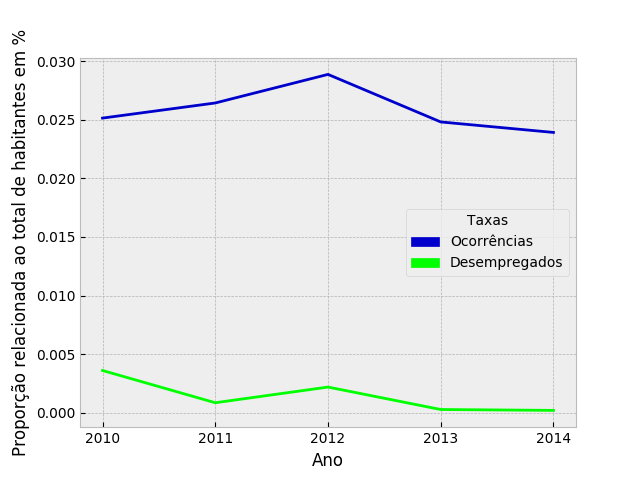 Proporção relacionada ao total de habitantes em %
0.030
0.025
0.020
0.015
0.010
0.005
0.000
Taxas
Ocorrências
Desempregados
2010 2011 2012 2013 2014
Ano